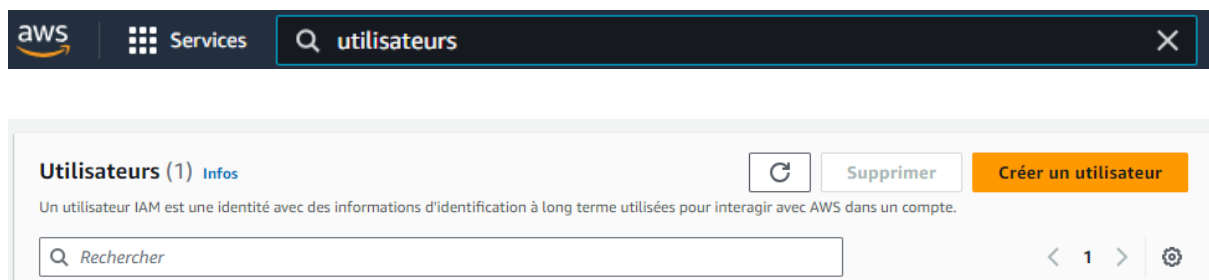 aws Services utilisateurs
Utilisateurs (1) Infos Supprimer Créer un utilisateur
Un utilisateur IAM est une identité avec des informations d'identification à long terme utilisées pour interagir avec AWS dans un compte.
Rechercher 1